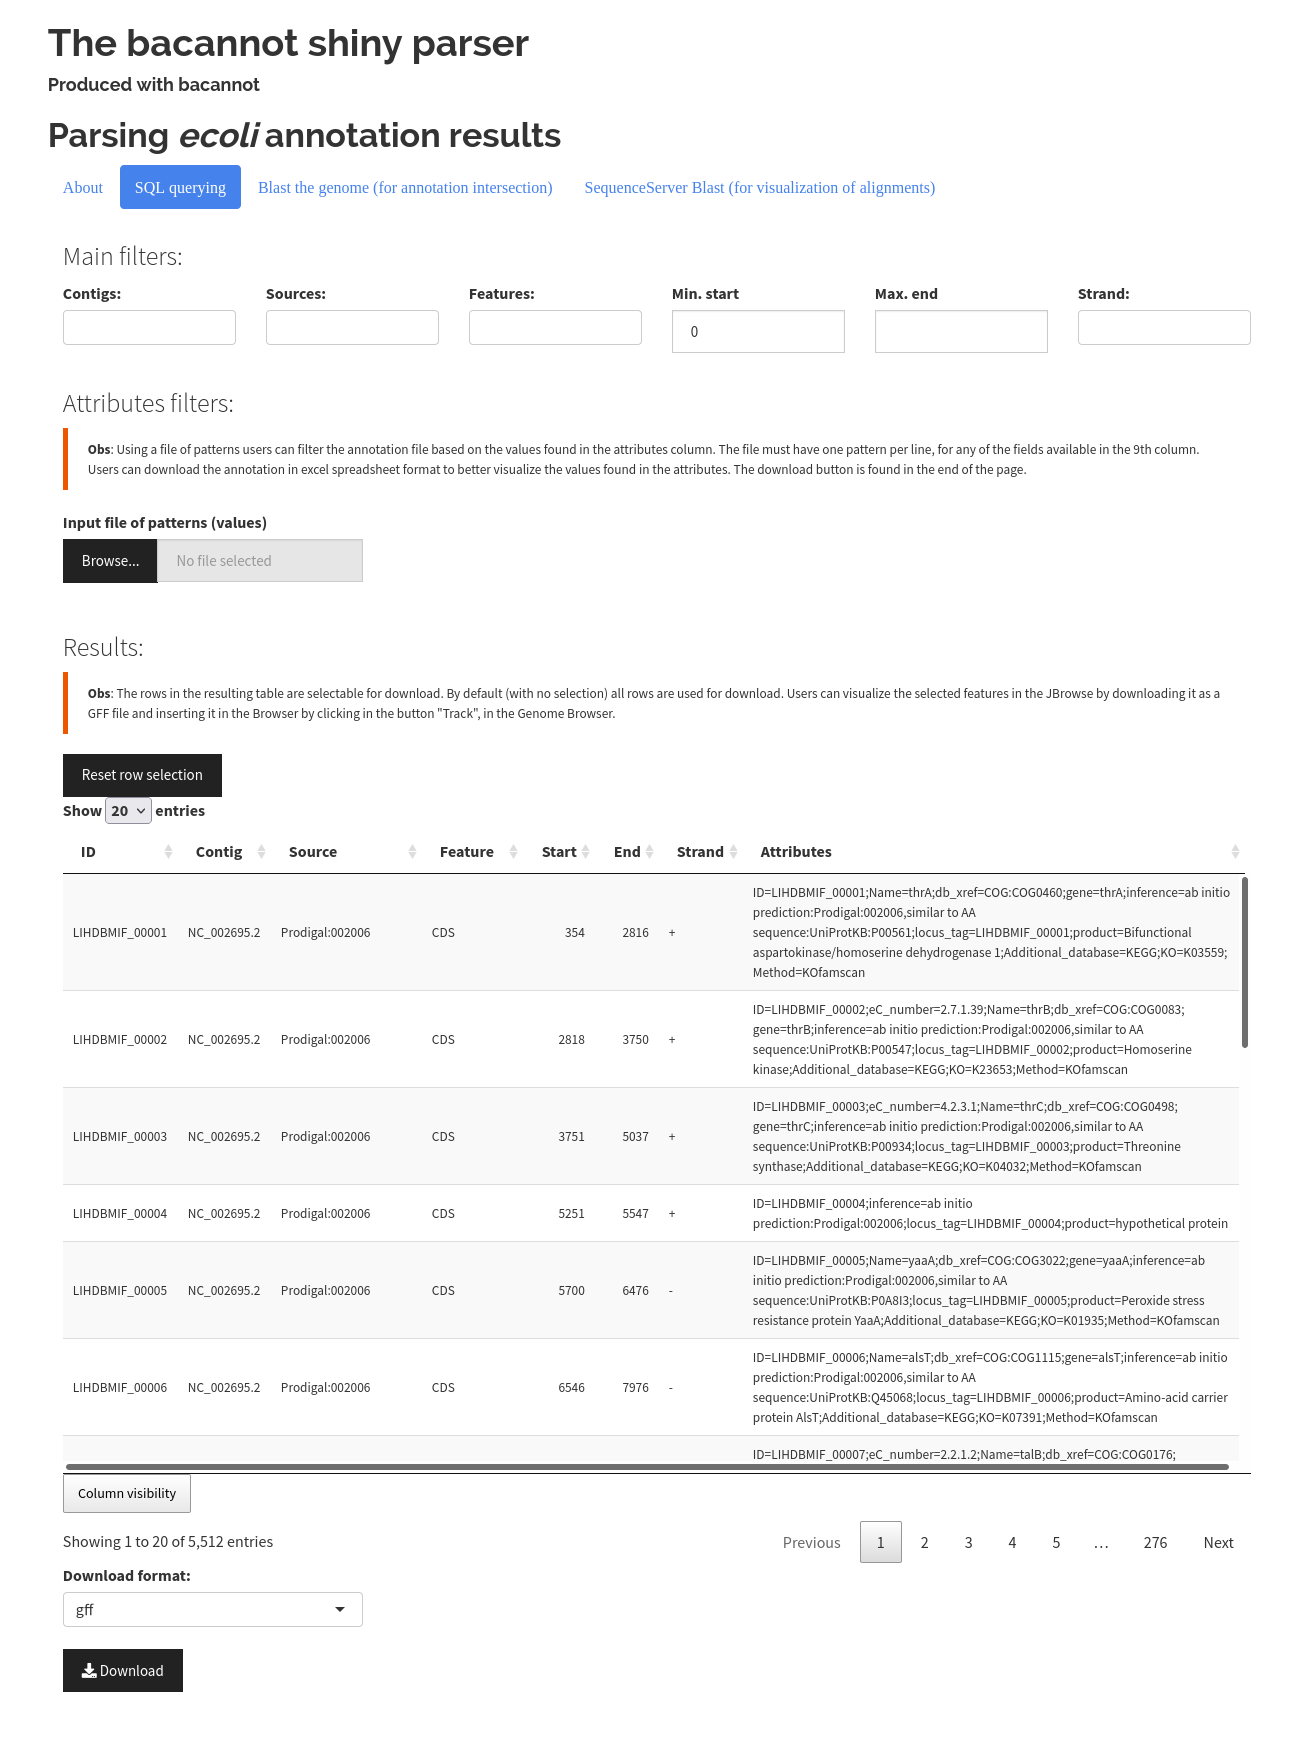 The bacannot shiny parser
Produced with bacannot
Parsing ecoli annotation results
About SQL querying Blast the genome (for annotation intersection) SequenceServer Blast (for visualization of alignments)
Main filters:
Contigs: Sources: Features: Min. start Max. end Strand:
0
Attributes filters:
Obs: Using a file of patterns users can filter the annotation file based on the values found in the attributes column. The file must have one pattern per line, for any of the fields available in the 9th column.
Users can download the annotation in excel spreadsheet format to better visualize the values found in the attributes. The download button is found in the end of the page.
Input file of patterns (values)
Browse... No file selected
Results:
Obs: The rows in the resulting table are selectable for download. By default (with no selection) all rows are used for download. Users can visualize the selected features in the JBrowse by downloading it as a
GFF file and inserting it in the Browser by clicking in the button "Track", in the Genome Browser.
Reset row selection
Show 20 entries
ID Contig Source Feature Start End Strand Attributes
ID=LIHDBMIF_00001;Name=thrA;db_xref=COG:COG0460;gene=thrA;inference=ab initio
prediction:Prodigal:002006,similar to AA
LIHDBMIF_00001 NC_002695.2 Prodigal:002006 CDS 354 2816 + sequence:UniProtKB:P00561;locus_tag=LIHDBMIF_00001;product=Bifunctional
aspartokinase/homoserine dehydrogenase 1;Additional_database=KEGG;KO=K03559;
Method=KOfamscan
ID=LIHDBMIF_00002;eC_number=2.7.1.39;Name=thrB;db_xref=COG:COG0083;
gene=thrB;inference=ab initio prediction:Prodigal:002006,similar to AA
LIHDBMIF_00002 NC_002695.2 Prodigal:002006 CDS 2818 3750 + sequence:UniProtKB:P00547;locus_tag=LIHDBMIF_00002;product=Homoserine
kinase;Additional_database=KEGG;KO=K23653;Method=KOfamscan
ID=LIHDBMIF_00003;eC_number=4.2.3.1;Name=thrC;db_xref=COG:COG0498;
gene=thrC;inference=ab initio prediction:Prodigal:002006,similar to AA
LIHDBMIF_00003 NC_002695.2 Prodigal:002006 CDS 3751 5037 + sequence:UniProtKB:P00934;locus_tag=LIHDBMIF_00003;product=Threonine
synthase;Additional_database=KEGG;KO=K04032;Method=KOfamscan
LIHDBMIF_00004 NC_002695.2 Prodigal:002006 CDS 5251 5547 + ID=LIHDBMIF_00004;inference=ab initio
prediction:Prodigal:002006;locus_tag=LIHDBMIF_00004;product=hypothetical protein
ID=LIHDBMIF_00005;Name=yaaA;db_xref=COG:COG3022;gene=yaaA;inference=ab
initio prediction:Prodigal:002006,similar to AA
LIHDBMIF_00005 NC_002695.2 Prodigal:002006 CDS 5700 6476 - sequence:UniProtKB:P0A8I3;locus_tag=LIHDBMIF_00005;product=Peroxide stress
resistance protein YaaA;Additional_database=KEGG;KO=K01935;Method=KOfamscan
ID=LIHDBMIF_00006;Name=alsT;db_xref=COG:COG1115;gene=alsT;inference=ab initio
prediction:Prodigal:002006,similar to AA
LIHDBMIF_00006 NC_002695.2 Prodigal:002006 CDS 6546 7976 - sequence:UniProtKB:Q45068;locus_tag=LIHDBMIF_00006;product=Amino-acid carrier
protein AlsT;Additional_database=KEGG;KO=K07391;Method=KOfamscan
ID=LIHDBMIF_00007;eC_number=2.2.1.2;Name=talB;db_xref=COG:COG0176;
Column visibility
Showing 1 to 20 of 5,512 entries Previous 1 2 3 4 5 … 276 Next
Download format:
gff
Download